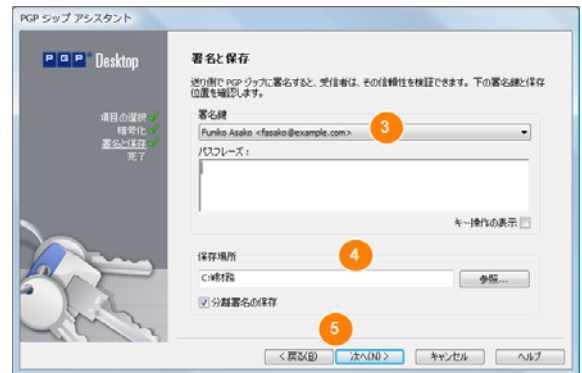 PGP ジップ アシスタント
PGP Desktop
署名と保存
送り側で PGP ジップに署名すると、受信者は、その信頼性を検証できます。下の署名鍵と保存
位置を確認します。
項目の選択
暗号化
署名と保存
完了
署名鍵
Fumiko Asako <fasako@example.com>
3
パスフレーズ:
キー操作の表示
保存場所
4
C:¥財務
参照...
分離署名の保存
5
< 戻る(B)
次へ(N) >
キャンセル
ヘルプ